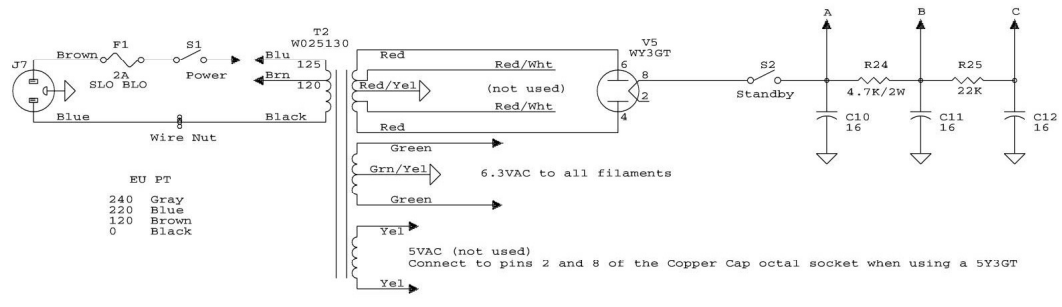 A
B
C
T2
W025130
V5
WY3GT
J7
Brown
F1
2A
SLO BLO
S1
Power
Blu
125
Brn
120
Red
Red/Wht
Red/Yel
(not used)
Red/Wht
Red
6
8
2
4
S2
Standby
R24
4.7K/2W
R25
22K
C10
16
C11
16
C12
16
Blue
Wire Nut
Black
Green
Grn/Yel
6.3VAC to all filaments
Green
EU PT
240 Gray
220 Blue
120 Brown
0 Black
Yel
5VAC (not used)
Connect to pins 2 and 8 of the Copper Cap octal socket when using a 5Y3GT
Yel